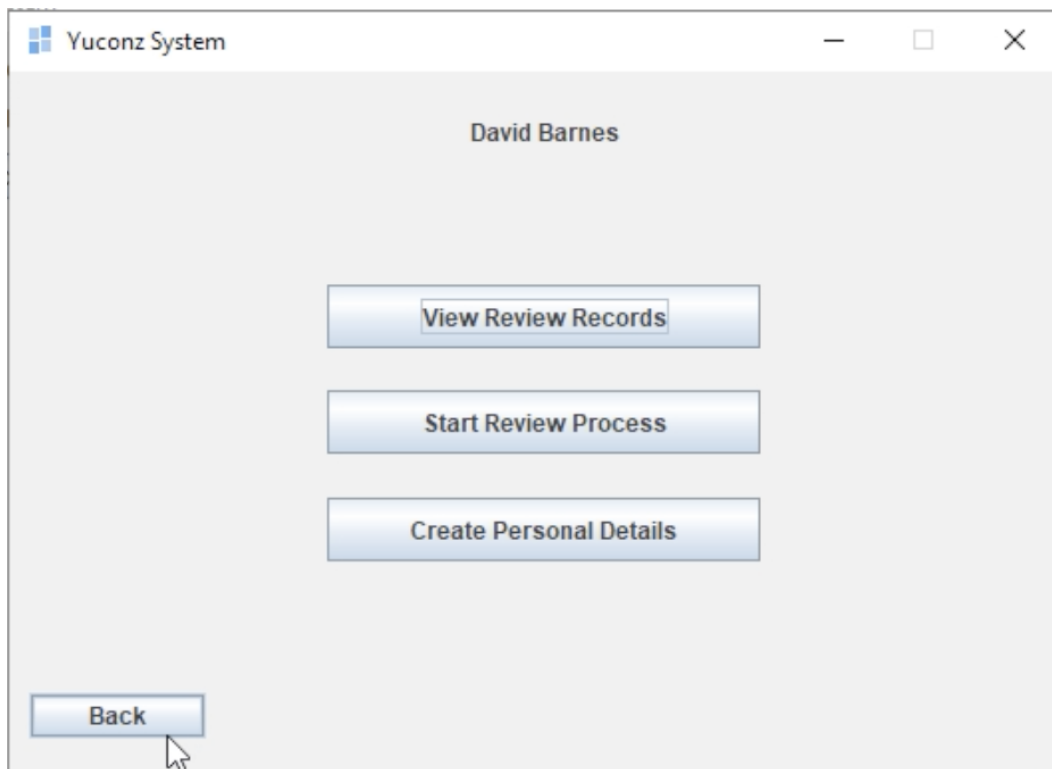 Yuconz System
David Barnes
View Review Records
Start Review Process
Create Personal Details
Back